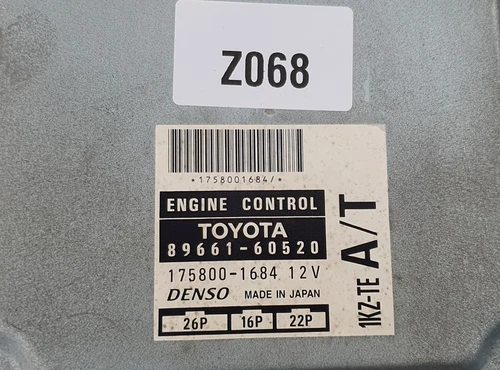 Z068
*1758001684/*
ENGINE CONTROL
TOYOTA
89661-60520
175800-1684 12V
DENSO MADE IN JAPAN
26P 16P 22P
1KZ-TE A/T